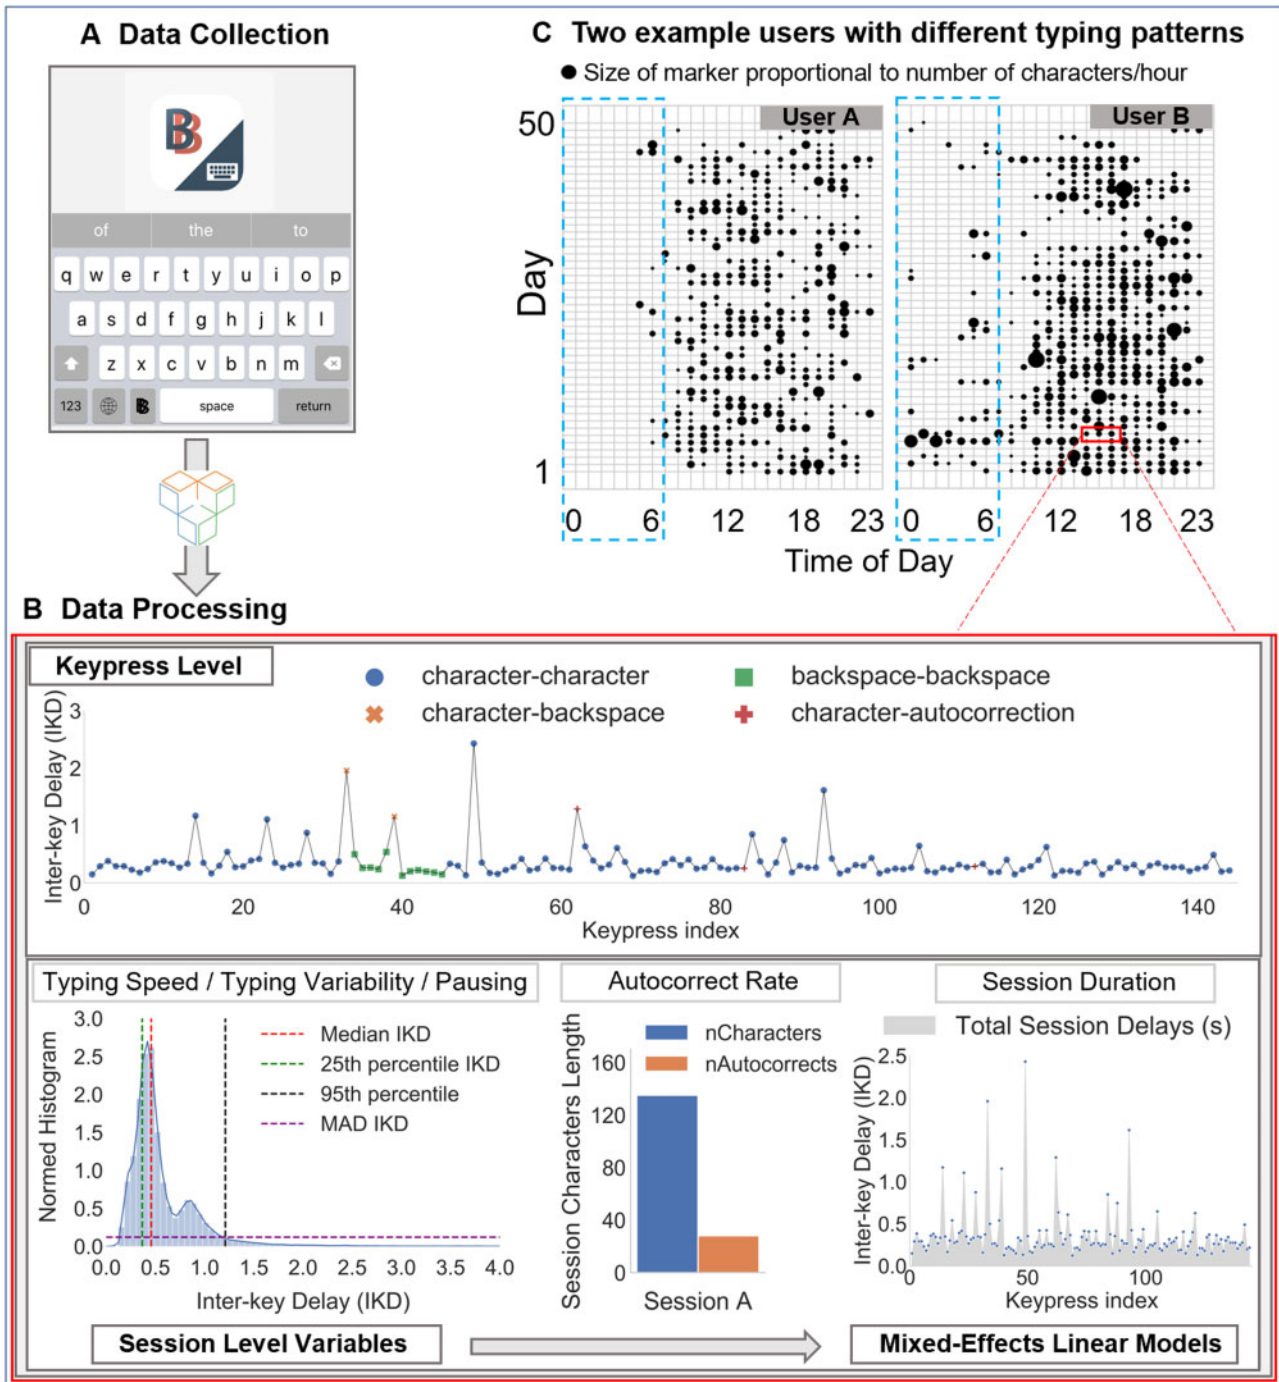 A Data Collection
B B
of the to
q w e r t y u i o p
a s d f g h j k l
z x c v b n m
123 B space return
C Two example users with different typing patterns
Size of marker proportional to number of characters/hour
User A User B
50
Day
1
0 6 12 18 23 0 6 12 18 23
Time of Day
B Data Processing
Keypress Level
character-character backspace-backspace
character-backspace character-autocorrection
Inter-key Delay (IKD)
3
2
1
0
0 20 40 60 80 100 120 140
Keypress index
Typing Speed / Typing Variability / Pausing
Normed Histogram
3.0
2.5
2.0
1.5
1.0
0.5
0.0
Median IKD
25th percentile IKD
95th percentile
MAD IKD
0.0 0.5 1.0 1.5 2.0 2.5 3.0 3.5 4.0
Inter-key Delay (IKD)
Autocorrect Rate
Session Characters Length
nCharacters
nAutocorrects
160
120
80
40
0
Session A
Session Duration
Total Session Delays (s)
Inter-key Delay (IKD)
2.5
2.0
1.5
1.0
0.5
0.0
0 50 100
Keypress index
Session Level Variables
Mixed-Effects Linear Models